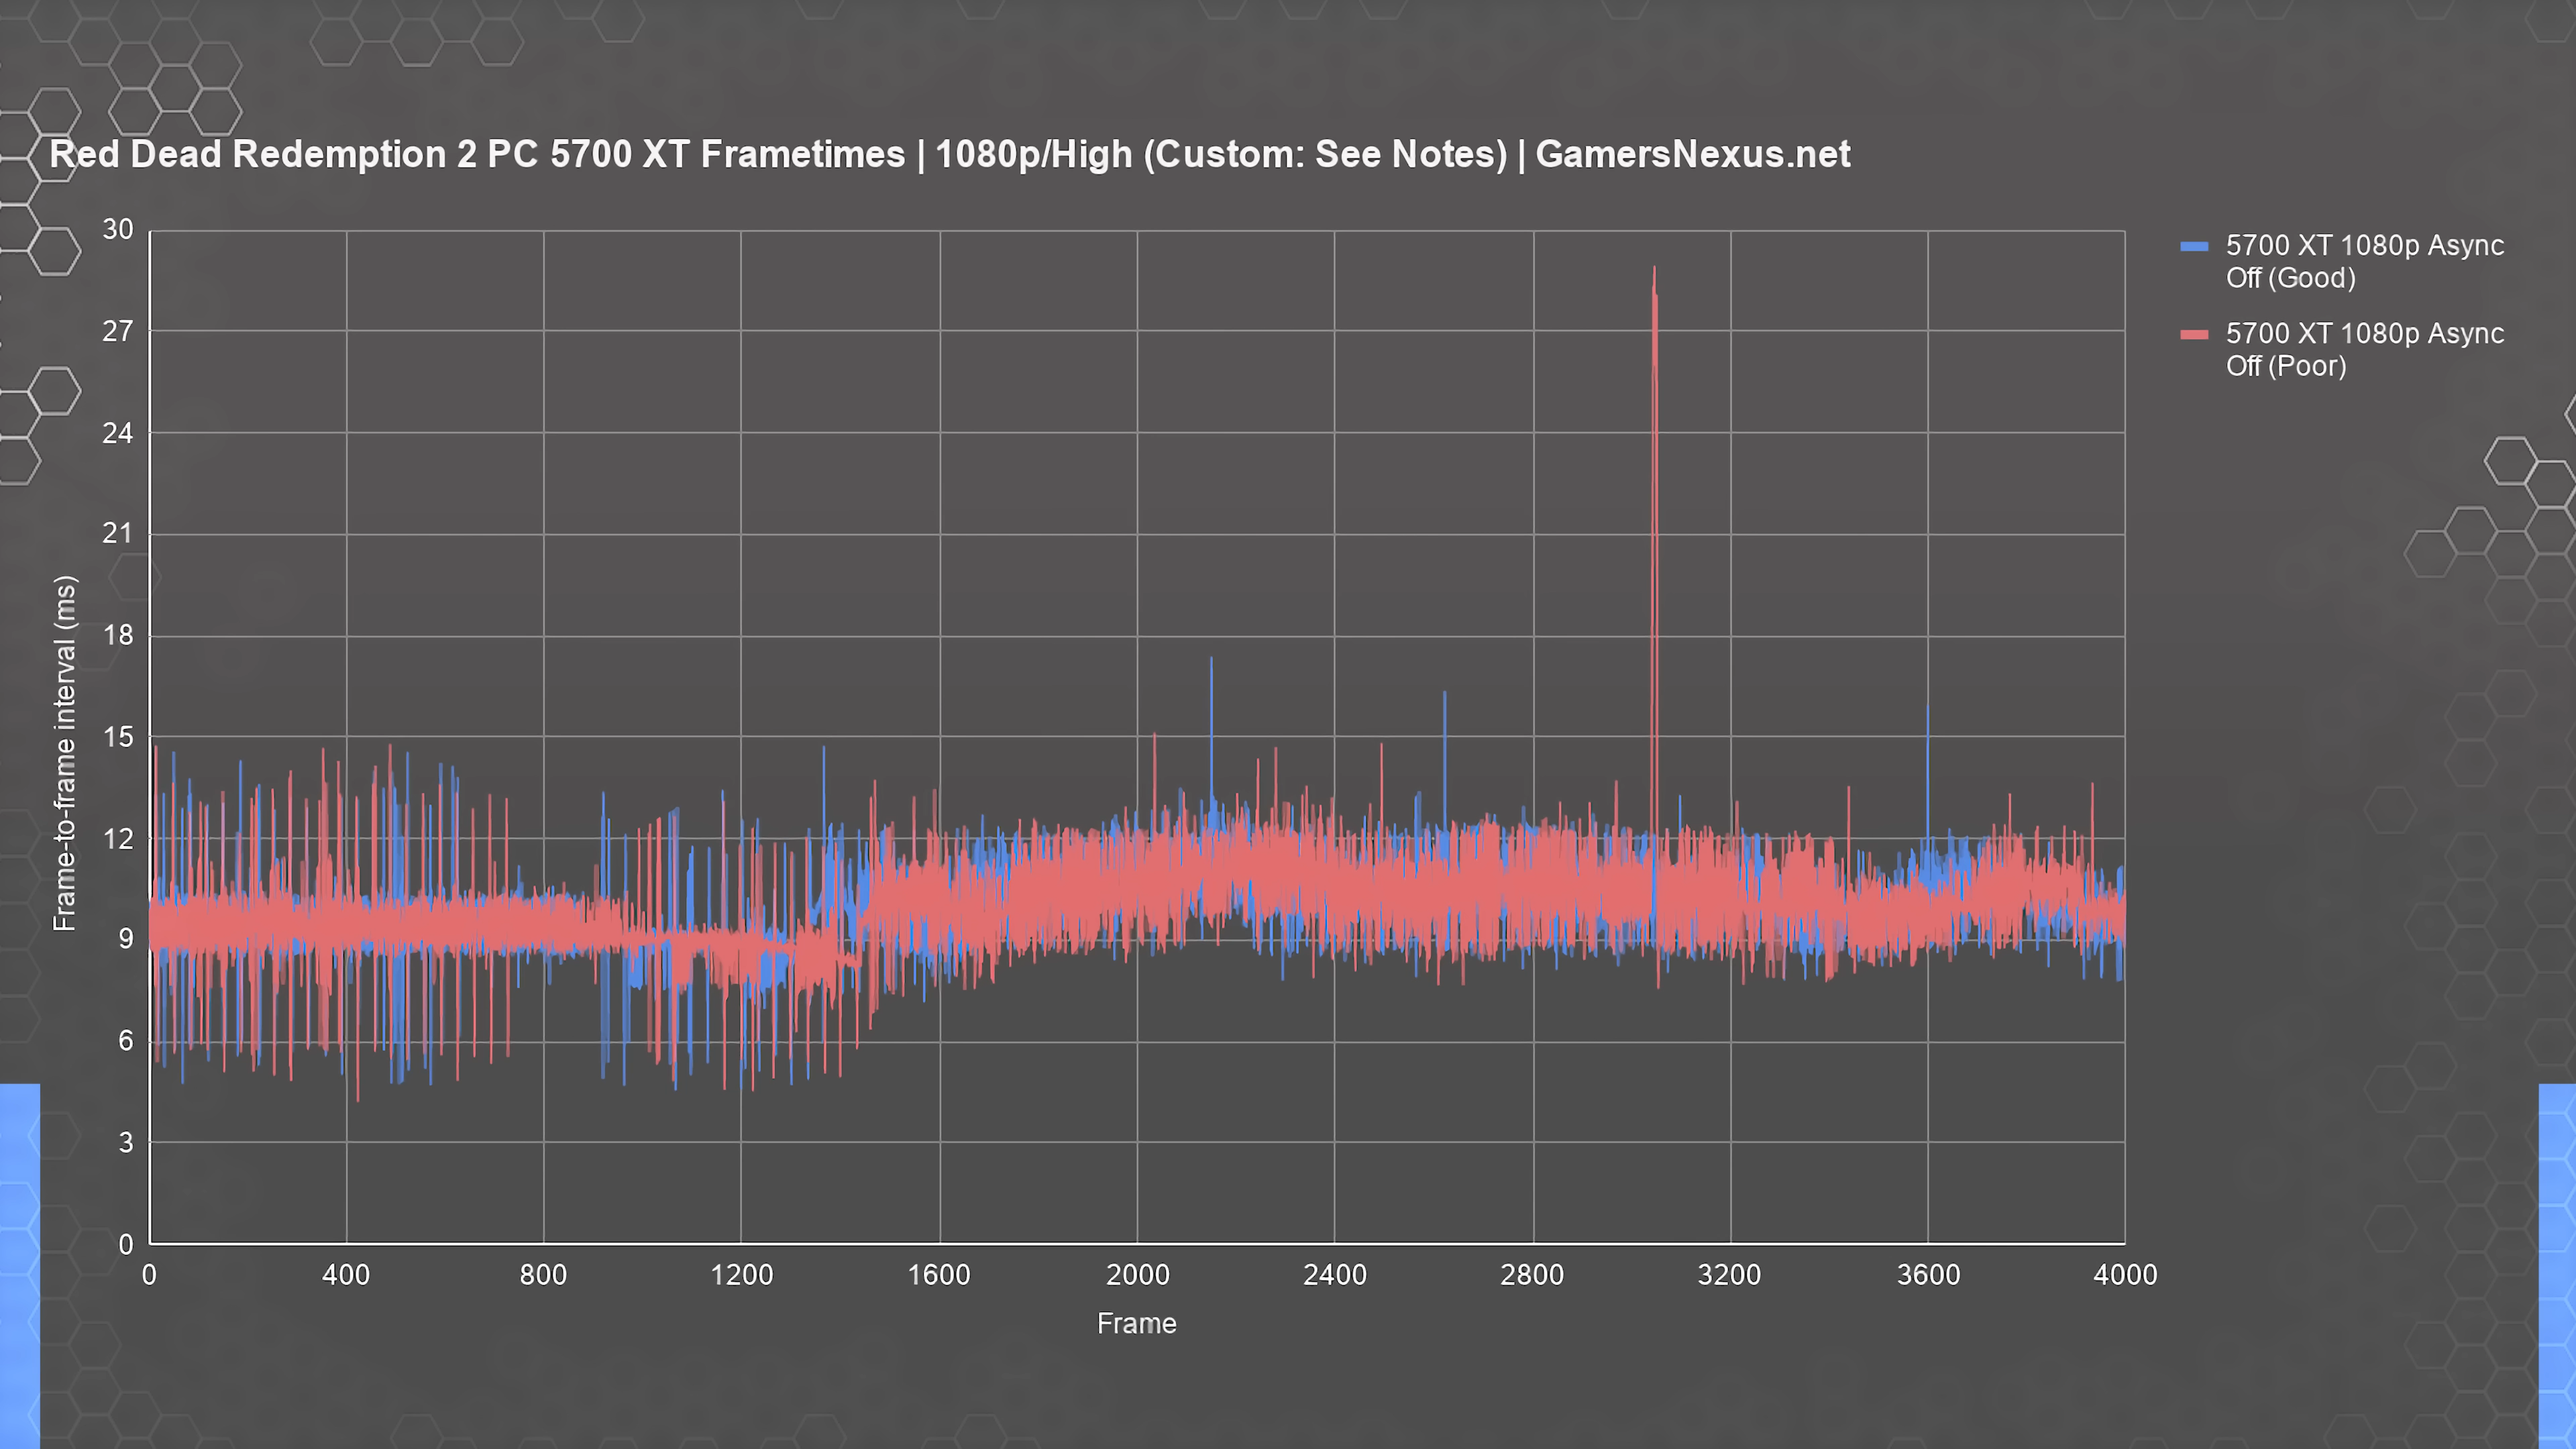 Red Dead Redemption 2 PC 5700 XT Frametimes | 1080p/High (Custom: See Notes) | GamersNexus.net
30
27
24
21
18
15
12
9
6
3
0
Frame-to-frame interval (ms)
0 400 800 1200 1600 2000 2400 2800 3200 3600 4000
Frame
5700 XT 1080p Async
Off (Good)
5700 XT 1080p Async
Off (Poor)